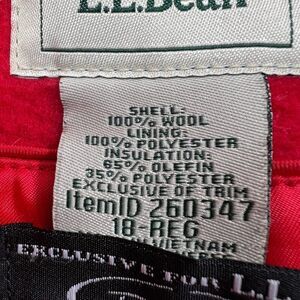 L.L.Bean
SHELL:
100% WOOL
LINING:
100% POLYESTER
INSULATION:
65% OLEFIN
35% POLYESTER
EXCLUSIVE OF TRIM
ItemID 260347
18-REG
VIETNAM
EXCLUSIVE FOR L.L